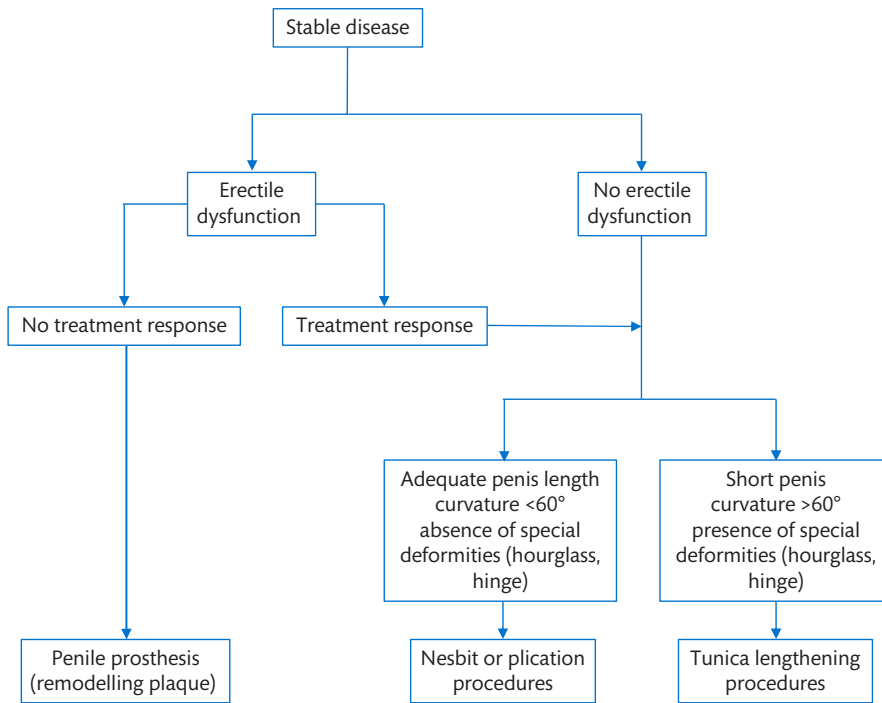 Stable disease
Erectile
dysfunction
No erectile
dysfunction
No treatment response
Treatment response
Adequate penis length
curvature <60°
absence of special
deformities (hourglass,
hinge)
Short penis
curvature >60°
presence of special
deformities (hourglass,
hinge)
Penile prosthesis
(remodelling plaque)
Nesbit or plication
procedures
Tunica lengthening
procedures